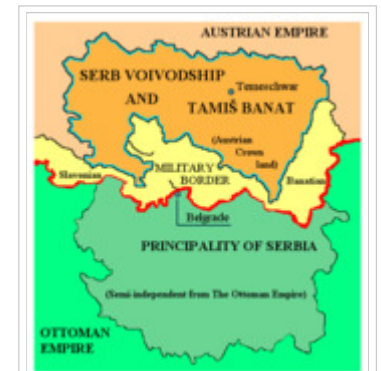 AUSTRIAN EMPIRE
SERB VOIVODSHIP
AND
Temeschwar
TAMIŠ BANAT
(Austrian
Crown
land)
MILITARY
BORDER
Slavonian
Banatian
Belgrade
PRINCIPALITY OF SERBIA
(Semi-independent from The Ottoman Empire)
OTTOMAN
EMPIRE